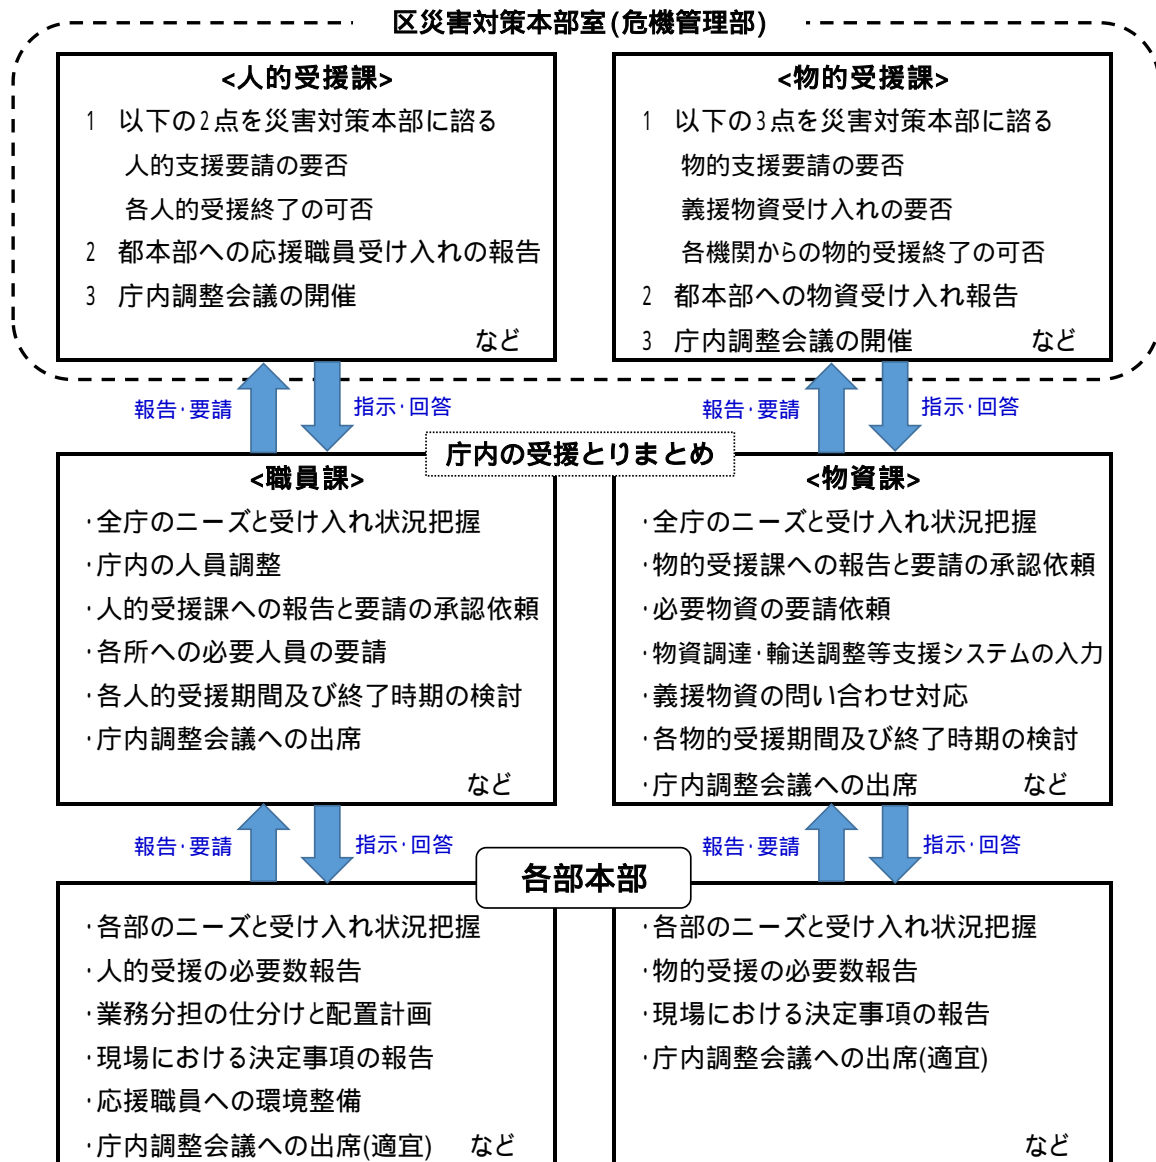 区災害対策本部室(危機管理部)
<人的受援課>
1 以下の2点を災害対策本部に諮る
人的支援要請の要否
各人的受援終了の可否
2 都本部への応援職員受け入れの報告
3 庁内調整会議の開催
など
<物的受援課>
1 以下の3点を災害対策本部に諮る
物的支援要請の要否
義援物資受け入れの要否
各機関からの物的受援終了の可否
2 都本部への物資受け入れ報告
3 庁内調整会議の開催 など
報告・要請
指示・回答
報告・要請
指示・回答
庁内の受援とりまとめ
<職員課>
・全庁のニーズと受け入れ状況把握
・庁内の人員調整
・人的受援課への報告と要請の承認依頼
・各所への必要人員の要請
・各人的受援期間及び終了時期の検討
・庁内調整会議への出席
など
<物資課>
・全庁のニーズと受け入れ状況把握
・物的受援課への報告と要請の承認依頼
・必要物資の要請依頼
・物資調達・輸送調整等支援システムの入力
・義援物資の問い合わせ対応
・各物的受援期間及び終了時期の検討
・庁内調整会議への出席 など
報告・要請
指示・回答
報告・要請
指示・回答
各部本部
・各部のニーズと受け入れ状況把握
・人的受援の必要数報告
・業務分担の仕分けと配置計画
・現場における決定事項の報告
・応援職員への環境整備
・庁内調整会議への出席(適宜) など
・各部のニーズと受け入れ状況把握
・物的受援の必要数報告
・現場における決定事項の報告
・庁内調整会議への出席(適宜)
など